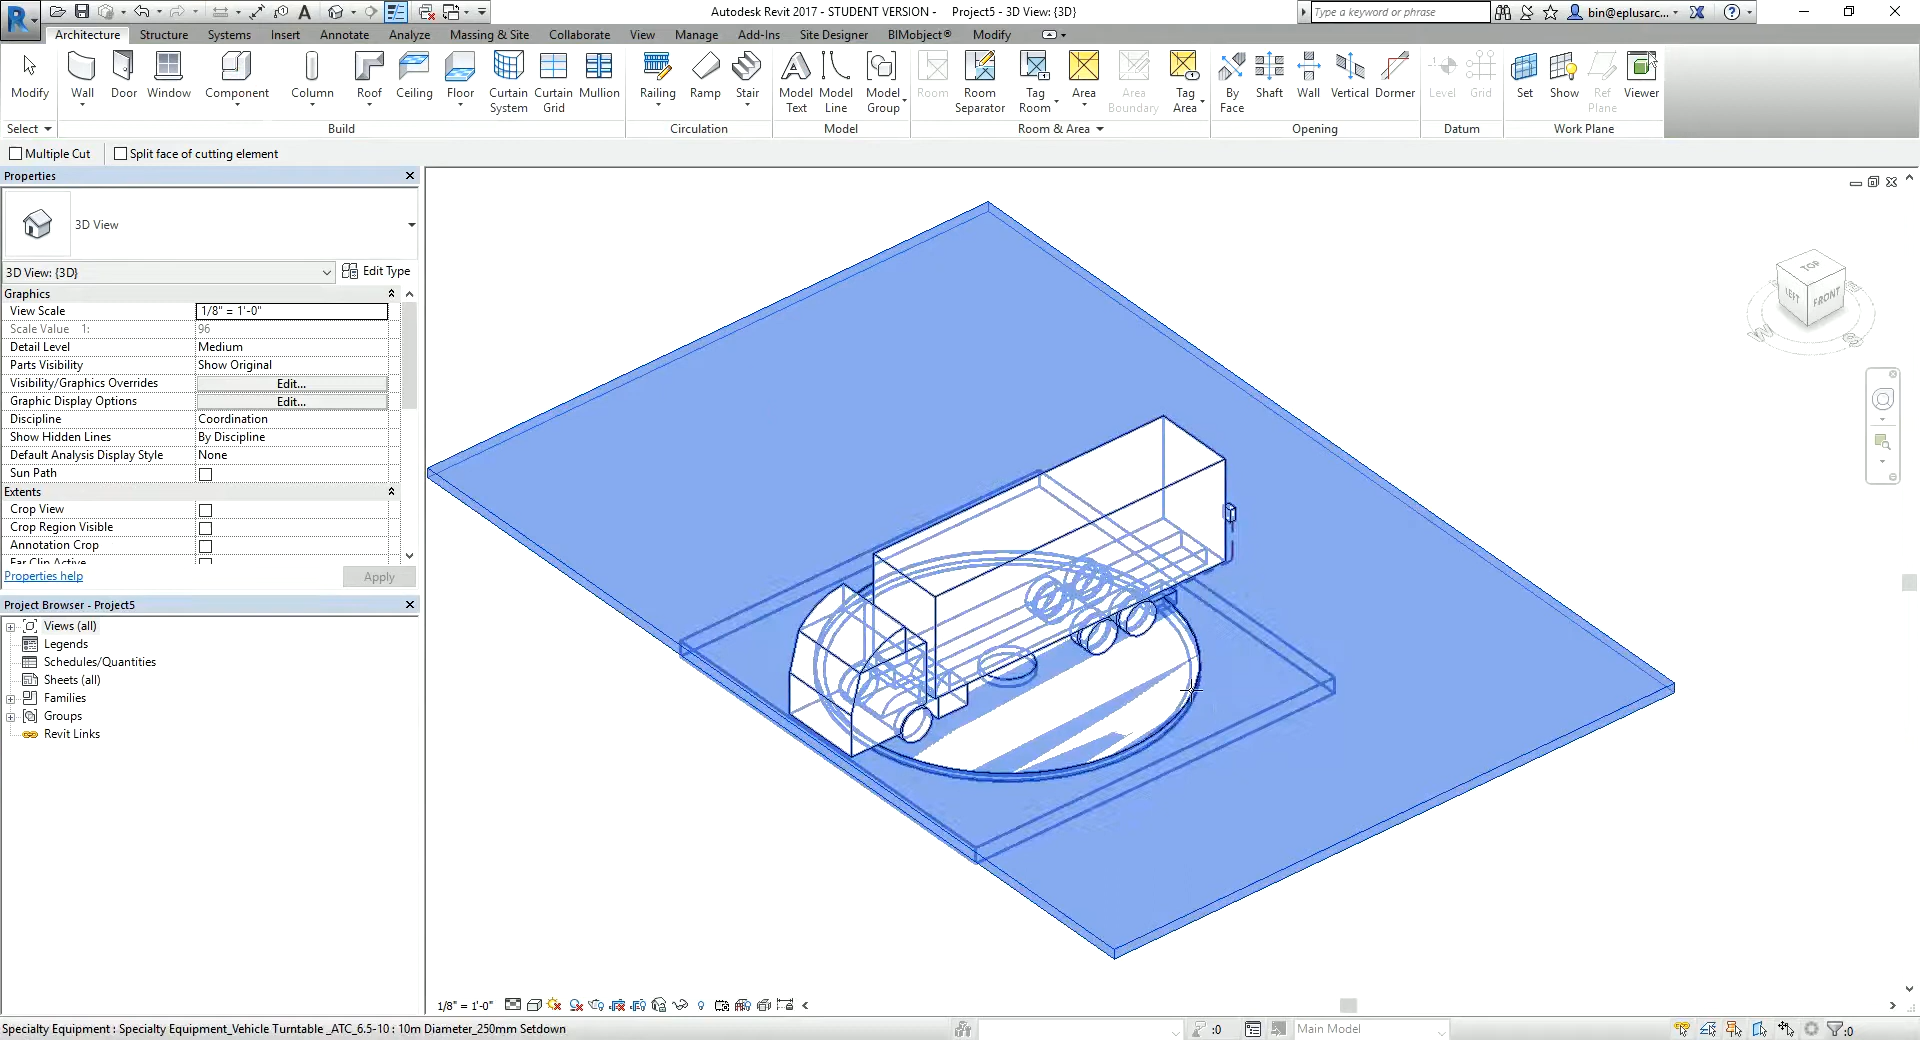 Autodesk Revit 2017 - STUDENT VERSION - Project5 - 3D View: {3D}
Type a keyword or phrase
bin@eplusarc...
Architecture Structure Systems Insert Annotate Analyze Massing & Site Collaborate View Manage Add-Ins Site Designer BIMobject® Modify
Modify Wall Door Window Component Column Roof Ceiling Floor Curtain System Curtain Grid Mullion Railing Ramp Stair Model Text Model Line Model Group Room Room Separator Tag Room Area Area Boundary Tag Area By Face Shaft Wall Vertical Dormer Level Grid Set Show Ref Plane Viewer
Select Build Circulation Model Room & Area Opening Datum Work Plane
Multiple Cut Split face of cutting element
Properties
3D View
3D View: {3D} Edit Type
Graphics
View Scale 1/8" = 1'-0"
Scale Value 1: 96
Detail Level Medium
Parts Visibility Show Original
Visibility/Graphics Overrides Edit...
Graphic Display Options Edit...
Discipline Coordination
Show Hidden Lines By Discipline
Default Analysis Display Style None
Sun Path
Extents
Crop View
Crop Region Visible
Annotation Crop
Far Clip Active
Properties help Apply
Project Browser - Project5
Views (all)
Legends
Schedules/Quantities
Sheets (all)
Families
Groups
Revit Links
TOP
LEFT FRONT
W S
1/8" = 1'-0"
Specialty Equipment : Specialty Equipment_Vehicle Turntable _ATC_6.5-10 : 10m Diameter_250mm Setdown
:0 Main Model :0